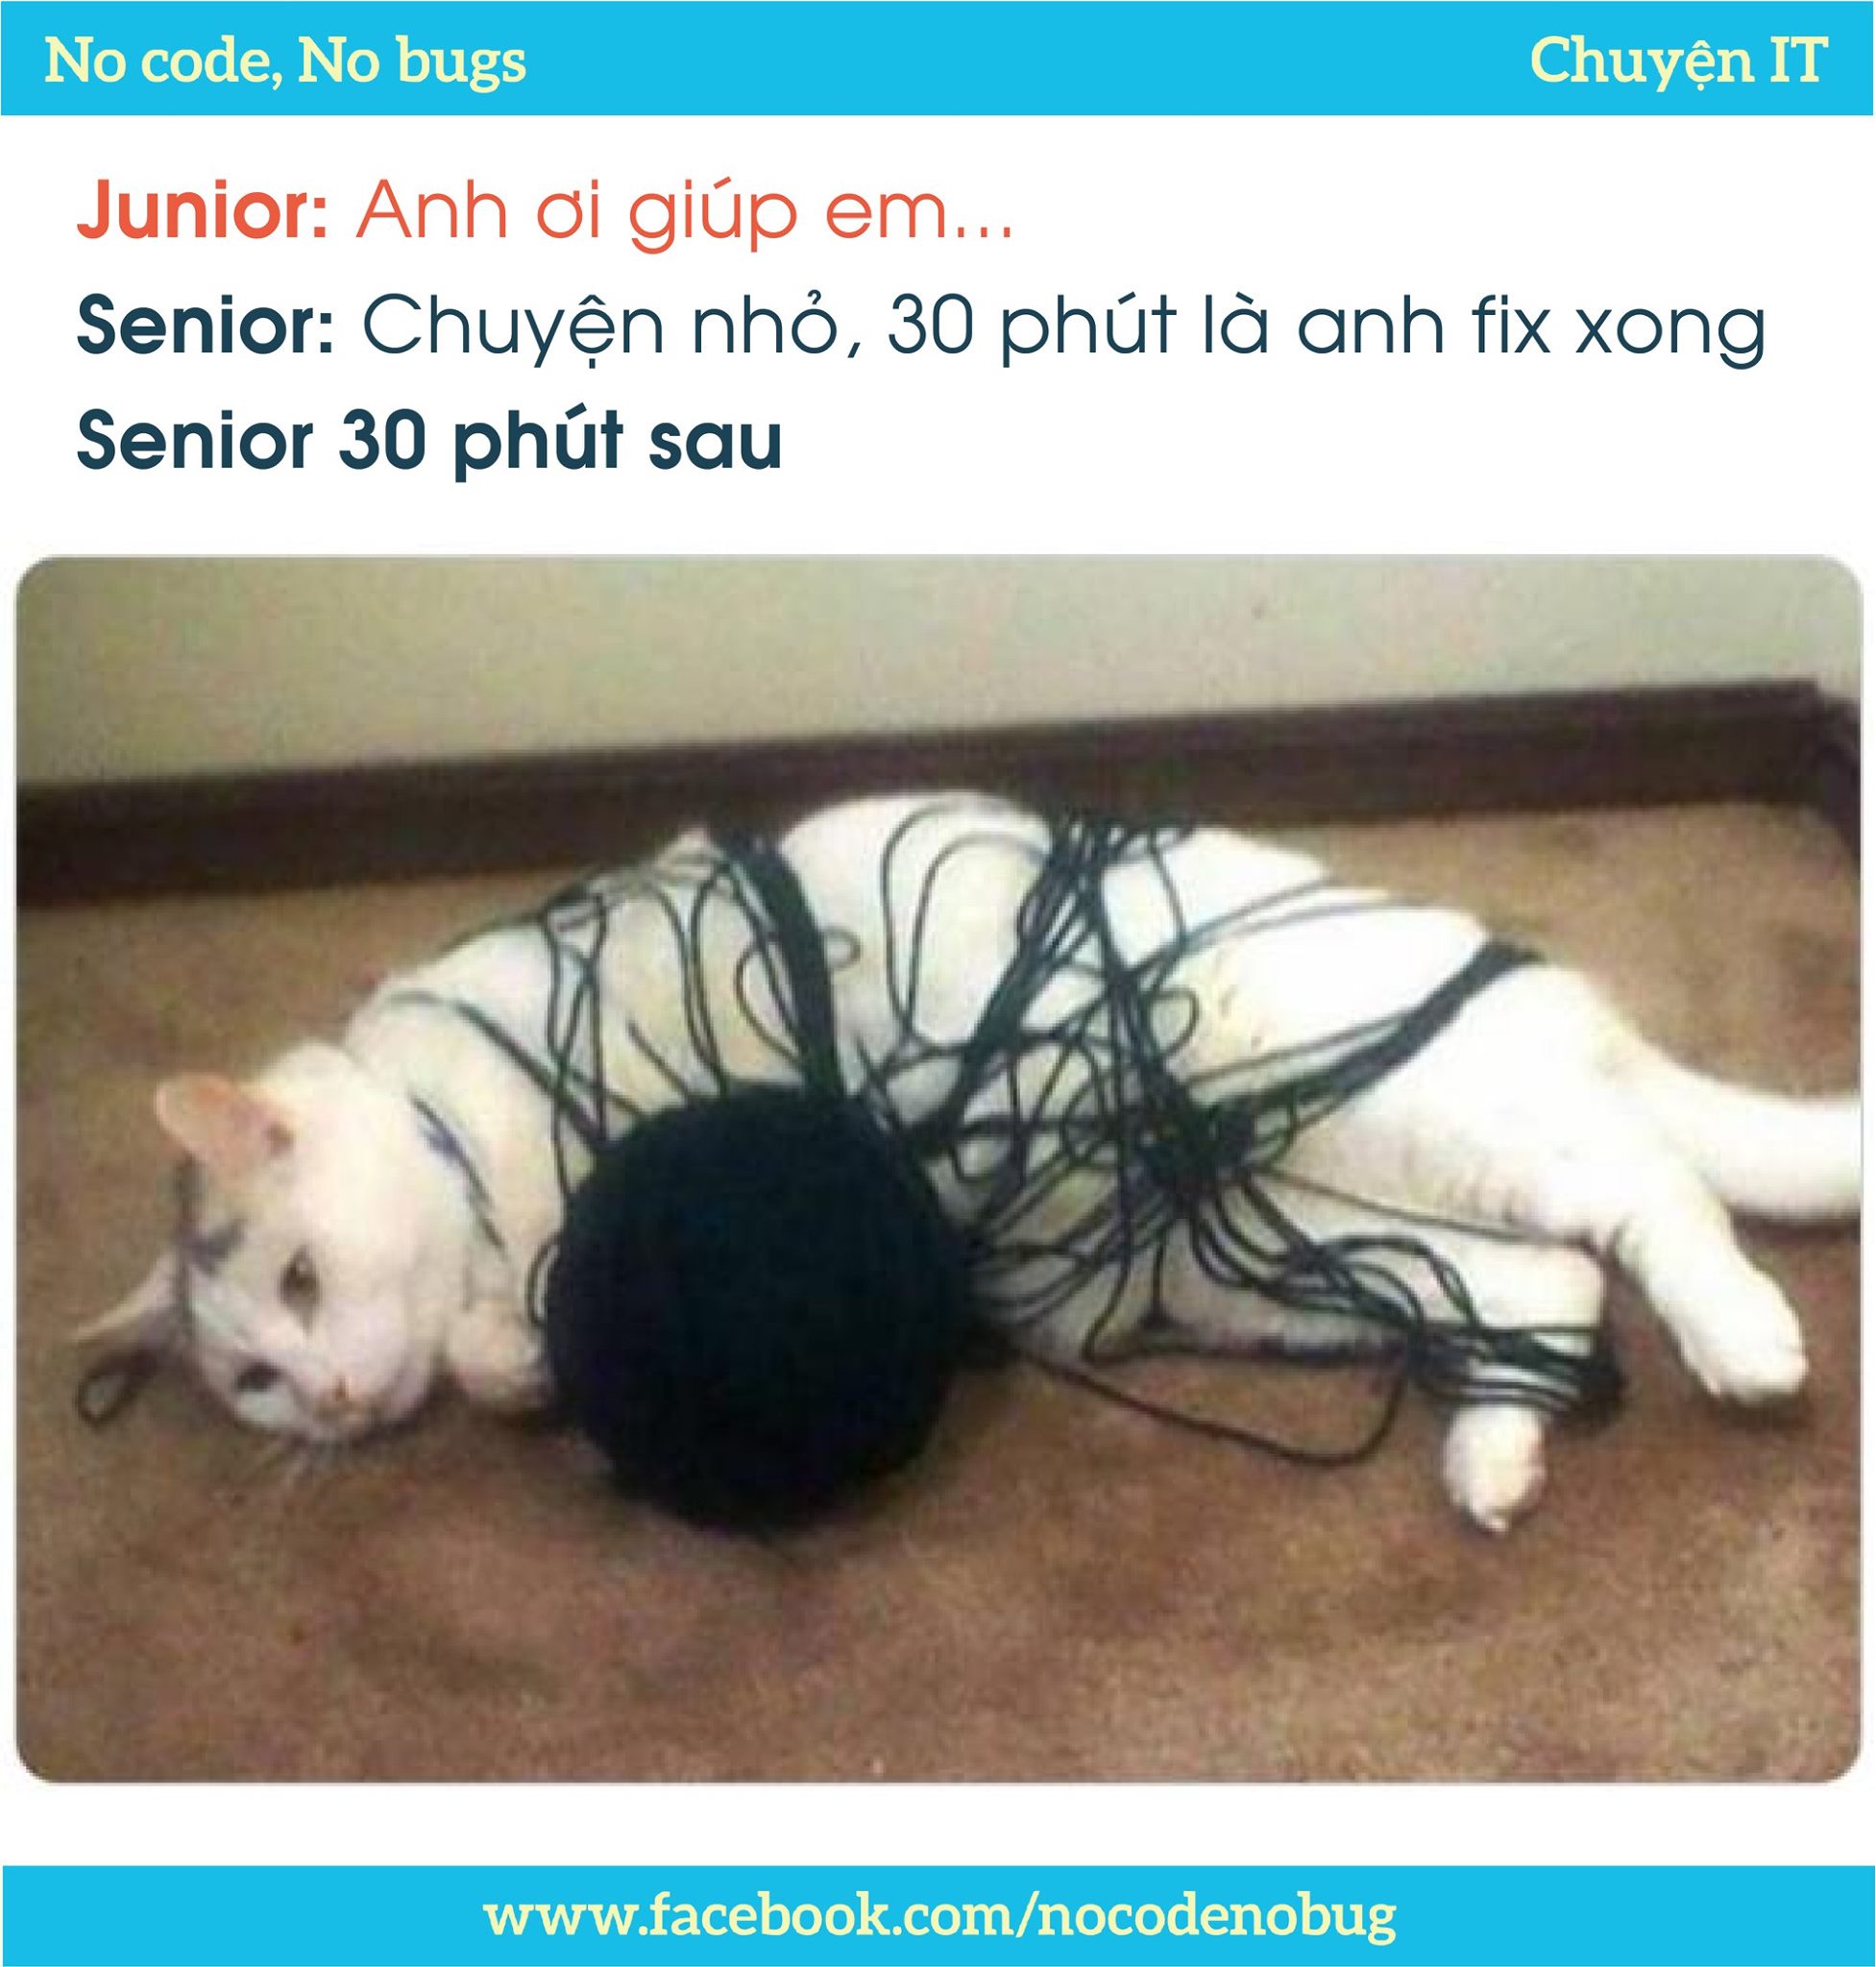 No code, No bugs
Chuyện IT
Junior: Anh ơi giúp em...
Senior: Chuyện nhỏ, 30 phút là anh fix xong
Senior 30 phút sau
www.facebook.com/nocodenobug